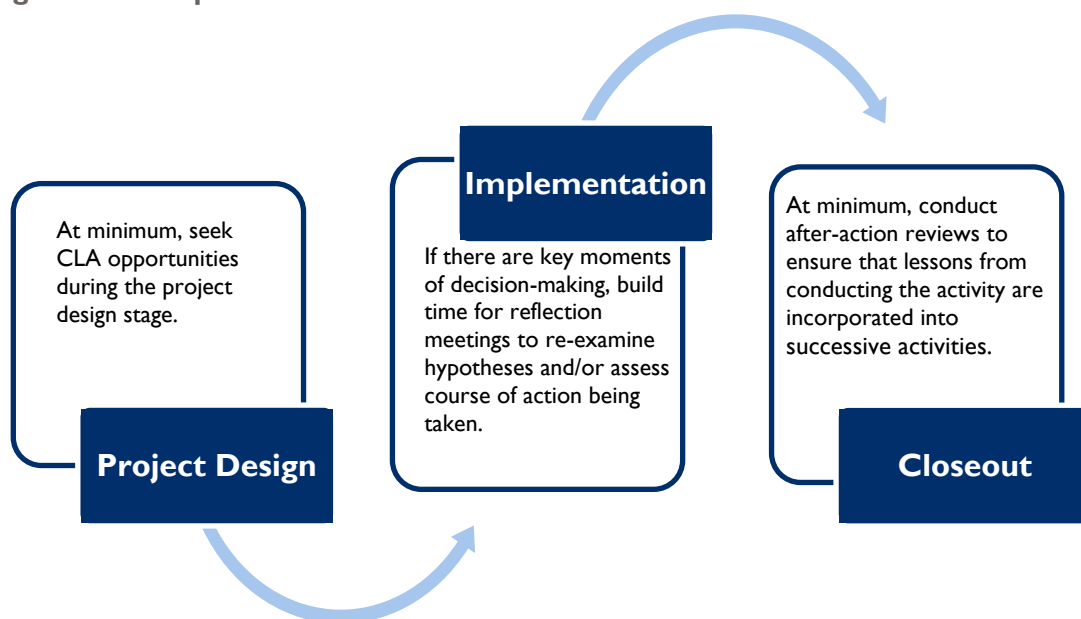 At minimum, seek
CLA opportunities
during the project
design stage.
Project Design
Implementation
If there are key moments
of decision-making, build
time for reflection
meetings to re-examine
hypotheses and/or assess
course of action being
taken.
At minimum, conduct
after-action reviews to
ensure that lessons from
conducting the activity are
incorporated into
successive activities.
Closeout